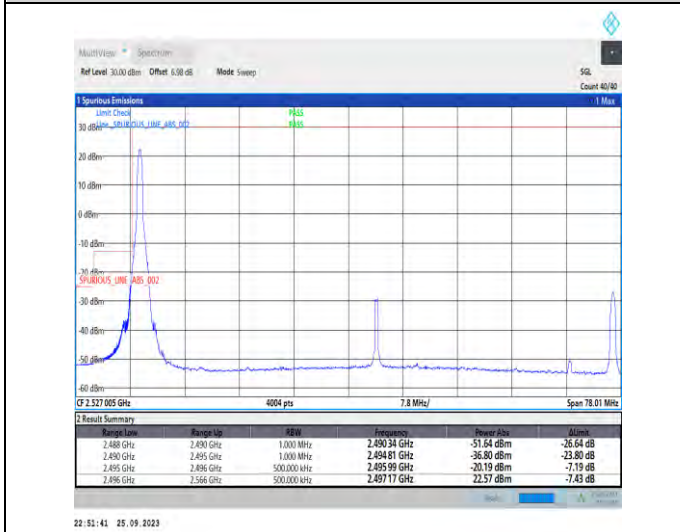 MultiView Spectrum
Ref Level 30.00 dBm Offset 6.98 dB Mode Sweep SGL
Count 40/40
1 Spurious Emissions 1 Max
Limit Check PASS
30 dBm Line _SPURIOUS_LINE_ABS_002 PASS
20 dBm
10 dBm
0 dBm
-10 dBm
-20 dBm
_SPURIOUS_LINE_ABS_002
-30 dBm
-40 dBm
-50 dBm
-60 dBm
CF 2.527 005 GHz 4004 pts 7.8 MHz/ Span 78.01 MHz
2 Result Summary
Range Low Range Up RBW Frequency Power Abs ΔLimit
2.488 GHz 2.490 GHz 1.000 MHz 2.490 34 GHz -51.64 dBm -26.64 dB
2.490 GHz 2.495 GHz 1.000 MHz 2.494 81 GHz -36.80 dBm -23.80 dB
2.495 GHz 2.496 GHz 500.000 kHz 2.495 99 GHz -20.19 dBm -7.19 dB
2.496 GHz 2.566 GHz 500.000 kHz 2.497 17 GHz 22.57 dBm -7.43 dB
22:51:41 25.09.2023